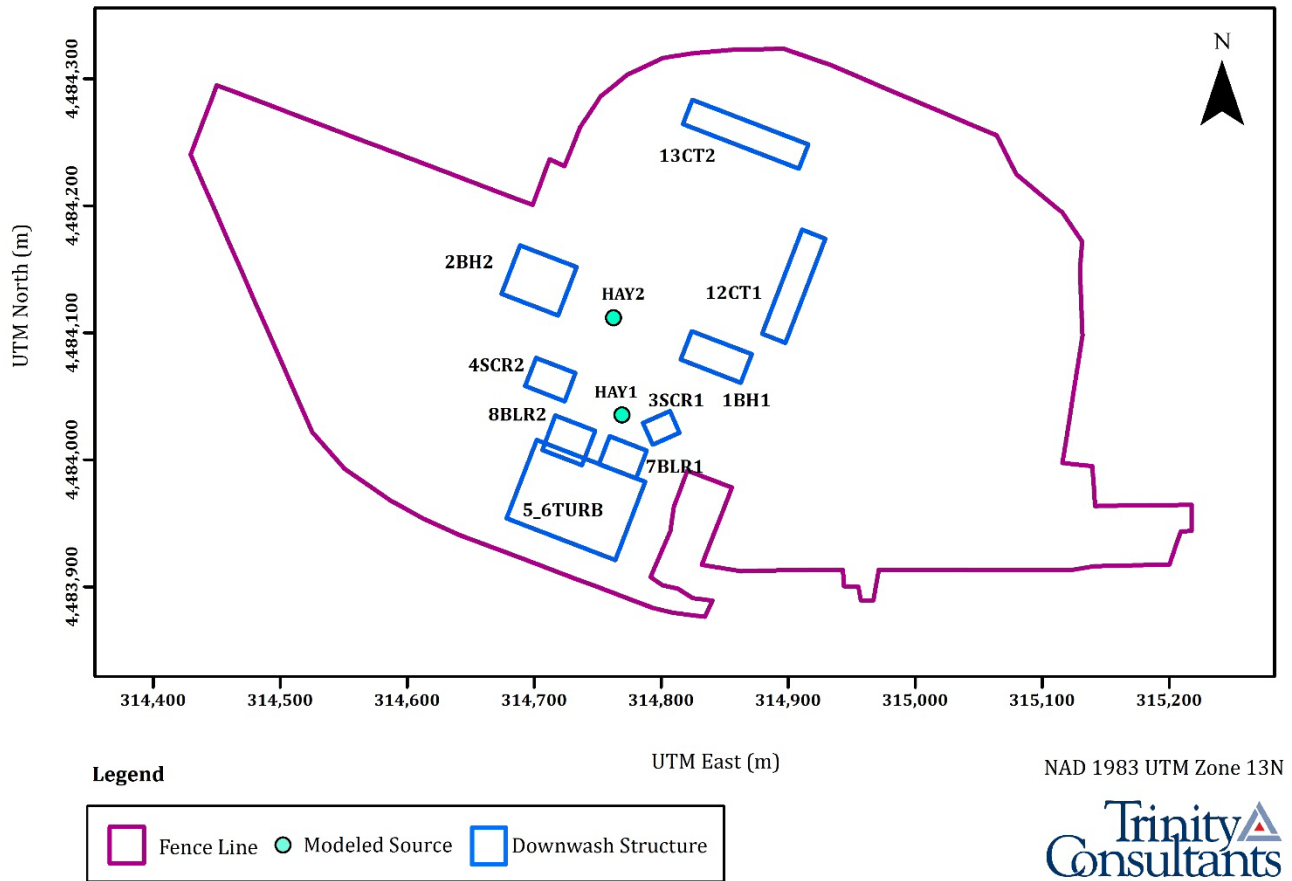 N
4,484,300
4,484,200
4,484,100
4,484,000
4,483,900
UTM North (m)
13CT2
2BH2
HAY2
12CT1
4SCR2
HAY1
3SCR1
1BH1
8BLR2
7BLR1
5_6TURB
314,400
314,500
314,600
314,700
314,800
314,900
315,000
315,100
315,200
UTM East (m)
NAD 1983 UTM Zone 13N
Legend
Fence Line
Modeled Source
Downwash Structure
Trinity
Consultants